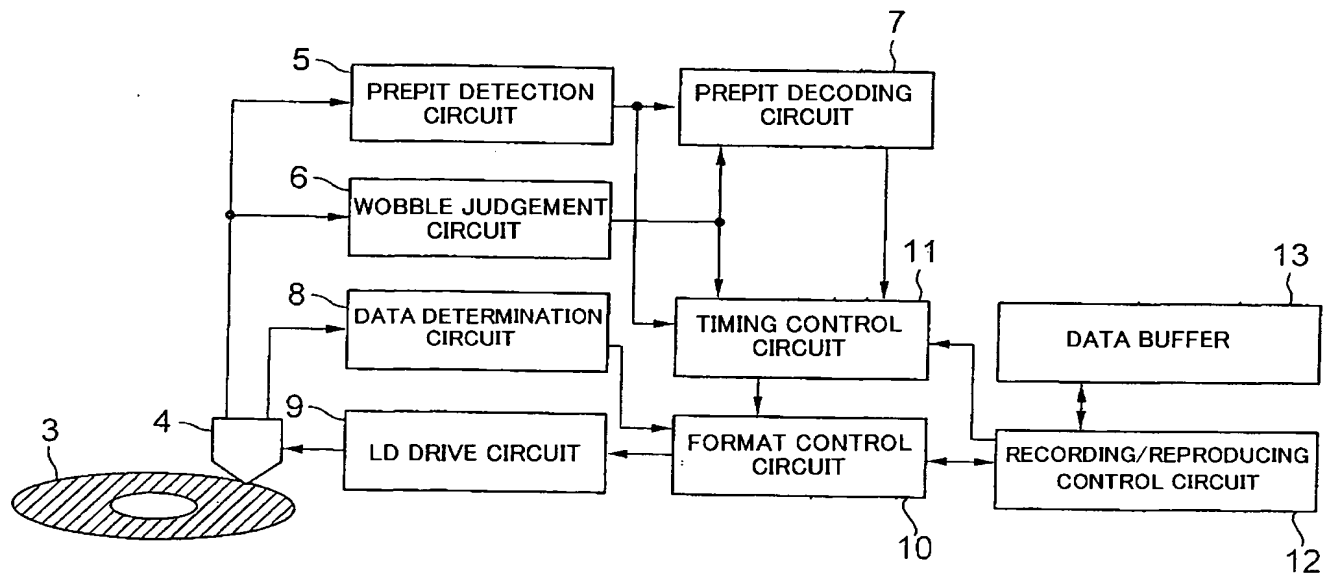 5
PREPIT DETECTION
CIRCUIT
7
PREPIT DECODING
CIRCUIT
6
WOBBLE JUDGEMENT
CIRCUIT
8
DATA DETERMINATION
CIRCUIT
11
TIMING CONTROL
CIRCUIT
13
DATA BUFFER
3
4
9
LD DRIVE CIRCUIT
FORMAT CONTROL
CIRCUIT
10
RECORDING/REPRODUCING
CONTROL CIRCUIT
12